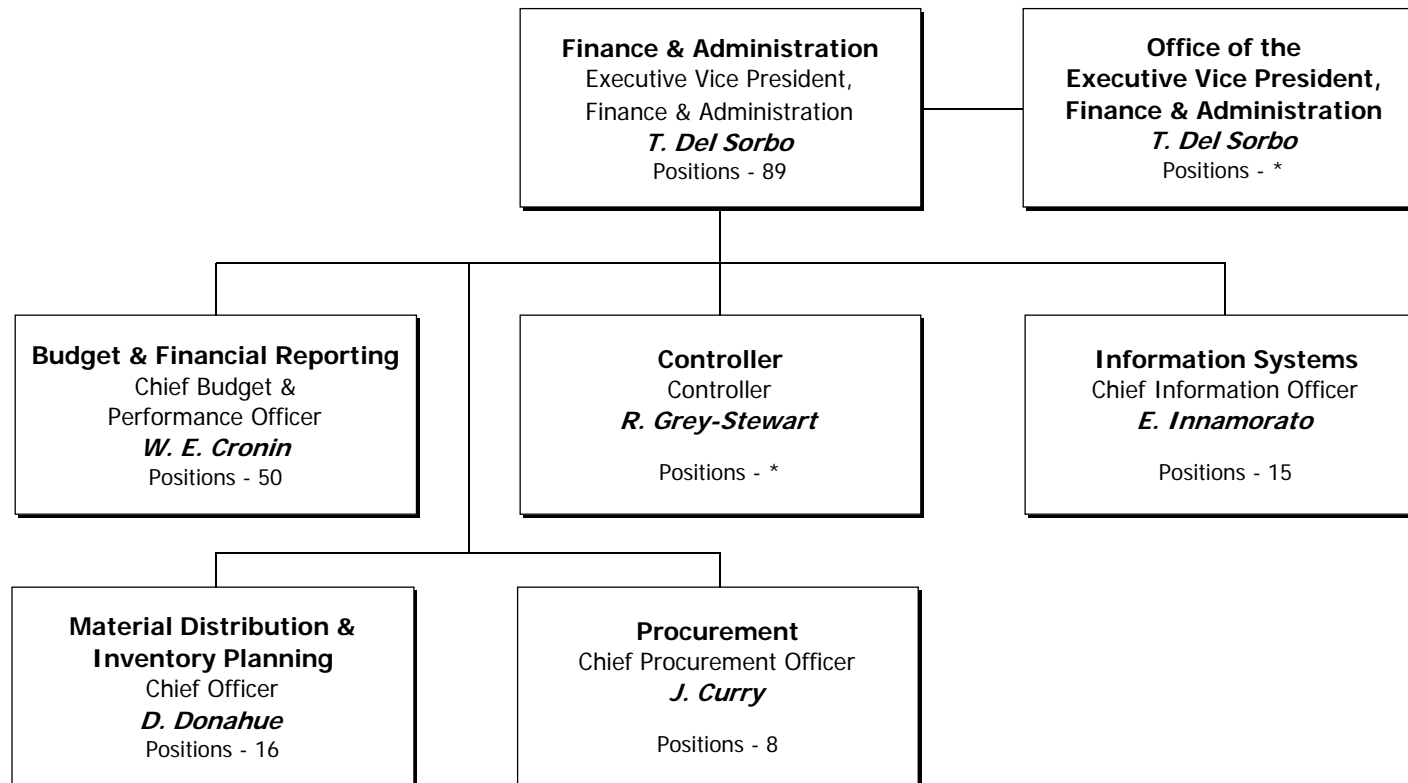 Finance & Administration
Executive Vice President,
Finance & Administration
T. Del Sorbo
Positions - 89
Office of the
Executive Vice President,
Finance & Administration
T. Del Sorbo
Positions - *
Budget & Financial Reporting
Chief Budget &
Performance Officer
W. E. Cronin
Positions - 50
Controller
Controller
R. Grey-Stewart
Positions - *
Information Systems
Chief Information Officer
E. Innamorato
Positions - 15
Material Distribution &
Inventory Planning
Chief Officer
D. Donahue
Positions - 16
Procurement
Chief Procurement Officer
J. Curry
Positions - 8